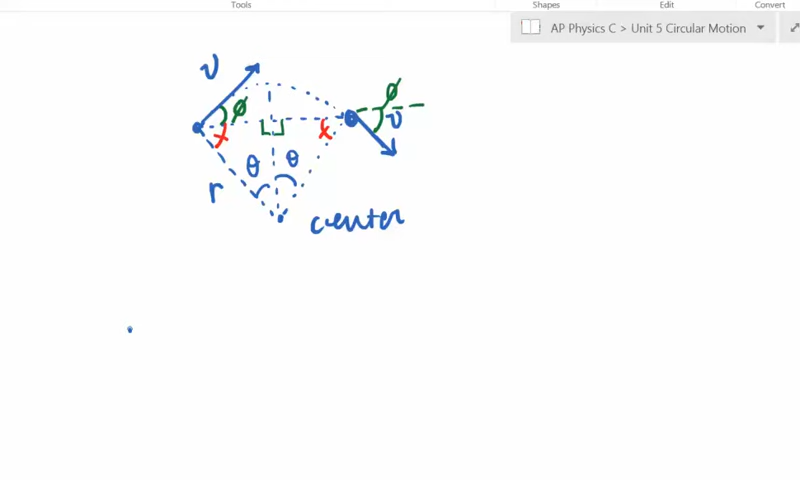 Tools
Shapes
Edit
Convert
AP Physics C > Unit 5 Circular Motion
v
ϕ
ϕ
v
x
x
θ
θ
r
center